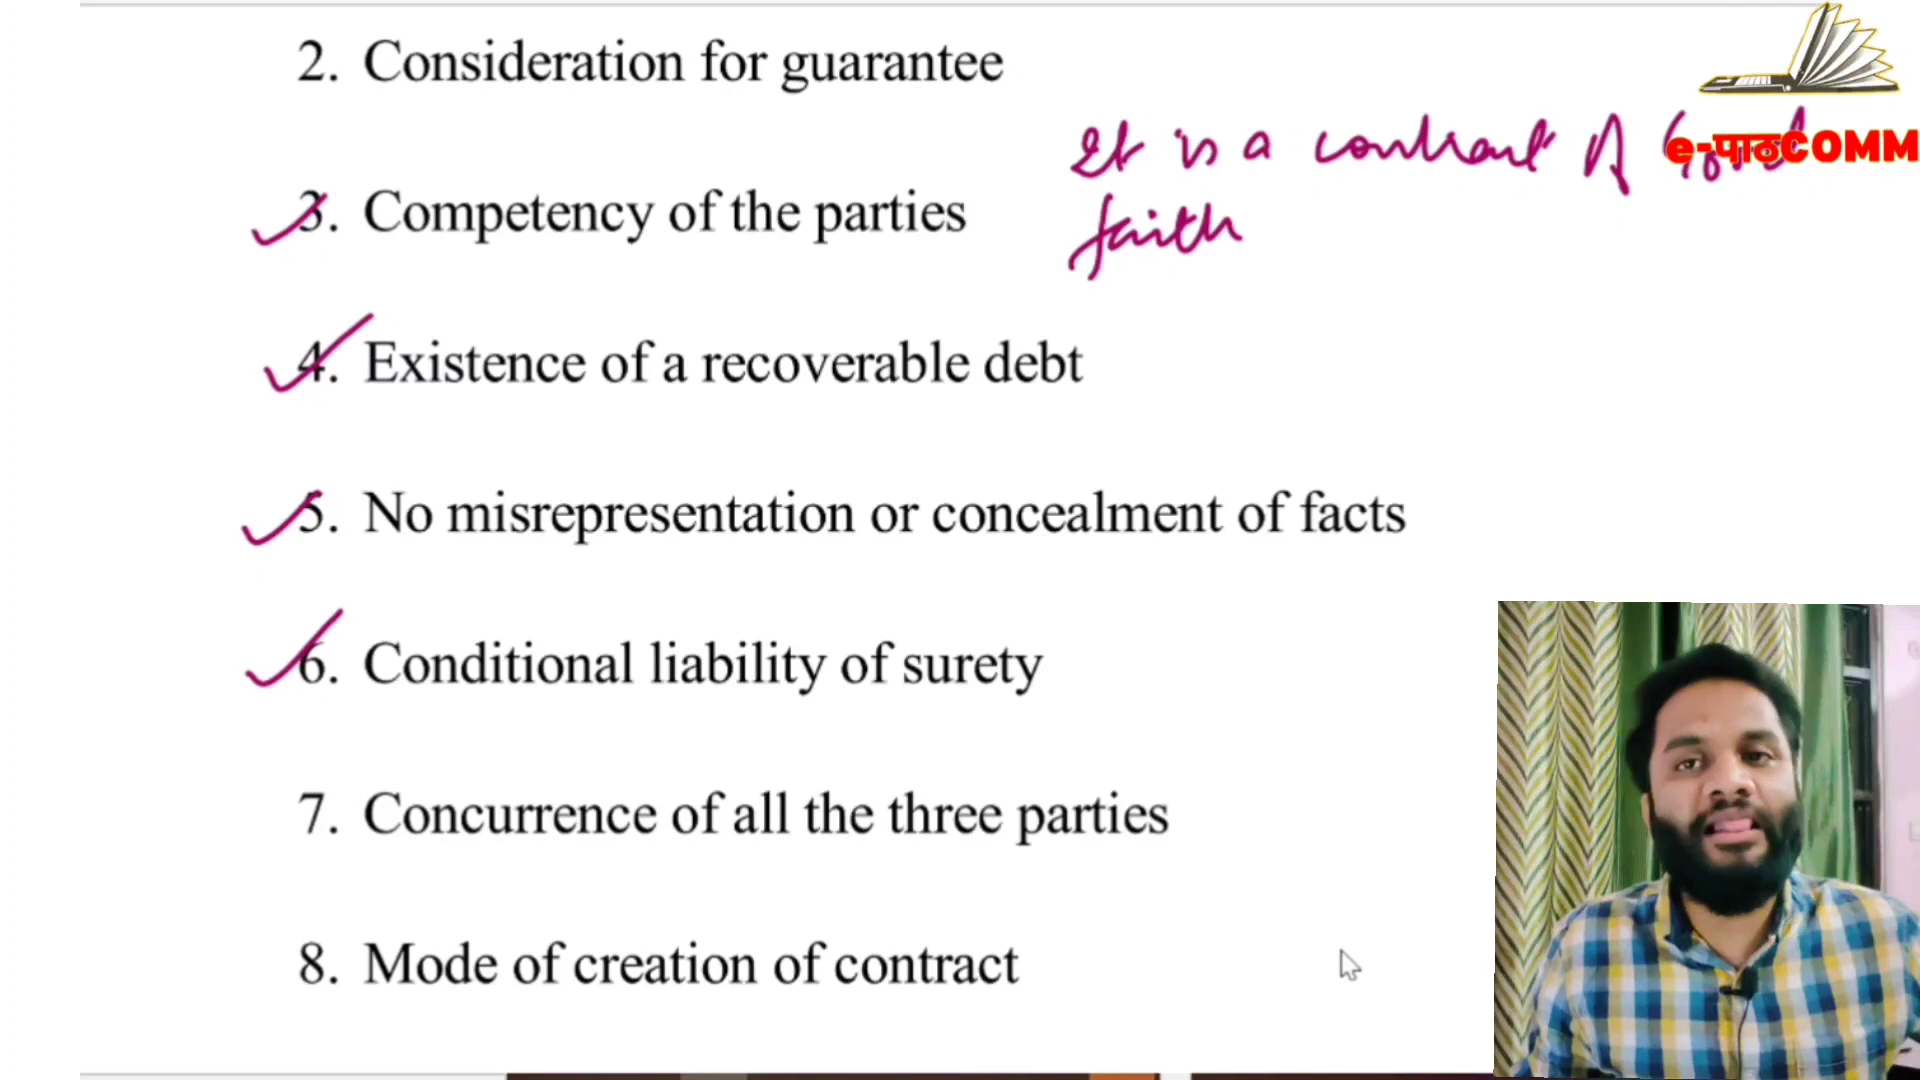 2. Consideration for guarantee
It is a contract of Good
e-पाठCOMM
3. Competency of the parties
faith
4. Existence of a recoverable debt
5. No misrepresentation or concealment of facts
6. Conditional liability of surety
7. Concurrence of all the three parties
8. Mode of creation of contract